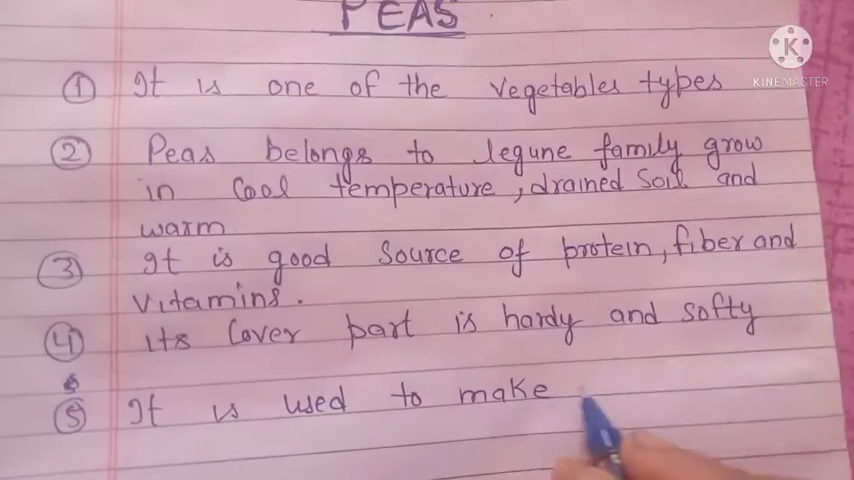 PEAS
K
KINEMASTER
① It is one of the vegetables types
② Peas belongs to legune family grow
in Cool temperature, drained Soil and
warm
③ It is good Source of protein, fiber and
vitamins.
④ its Cover part is hardy and softy
⑤ It is used to make